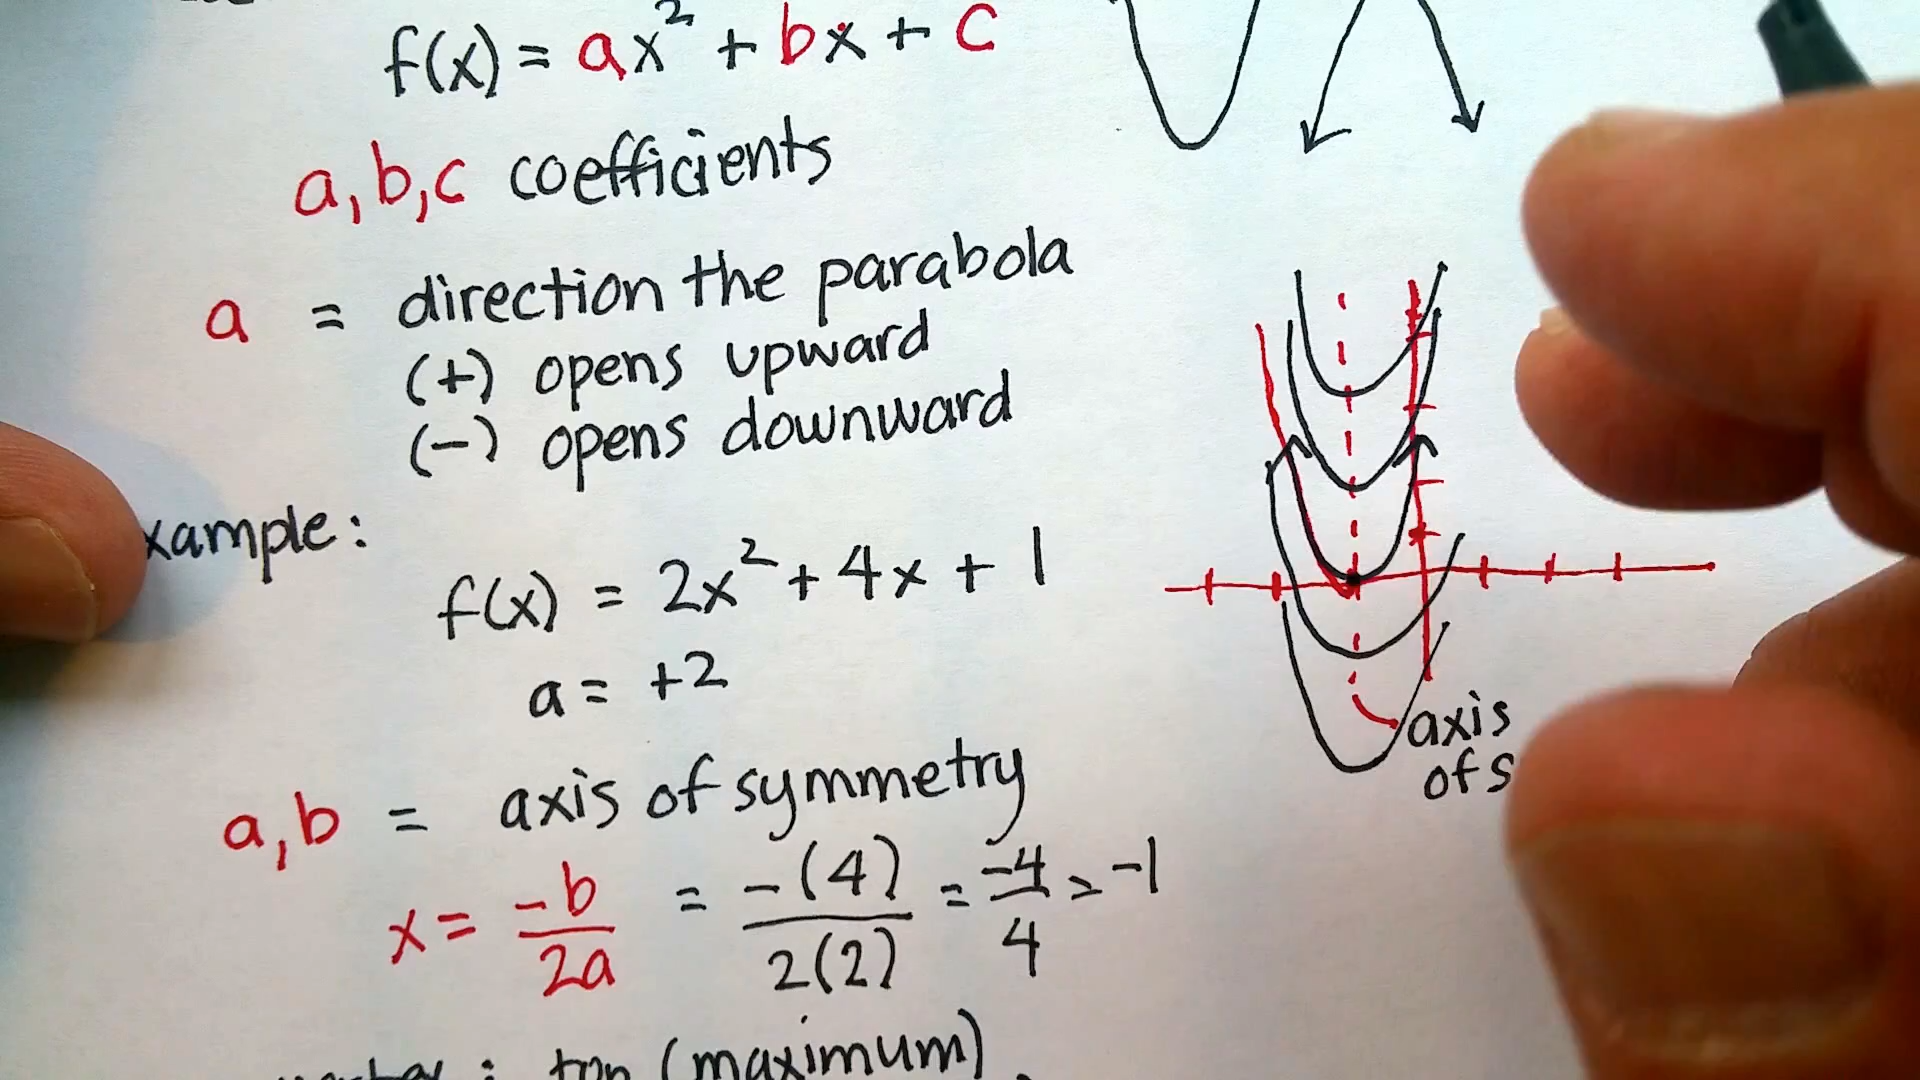 f(x) = ax² + bx + c
a,b,c coefficients
a = direction the parabola
(+) opens upward
(-) opens downward
xample:
f(x) = 2x² + 4x + 1
a = +2
axis
of s
a,b = axis of symmetry
x = -b/2a = -(4)/2(2) = -4/4 = -1
: top (maximum)